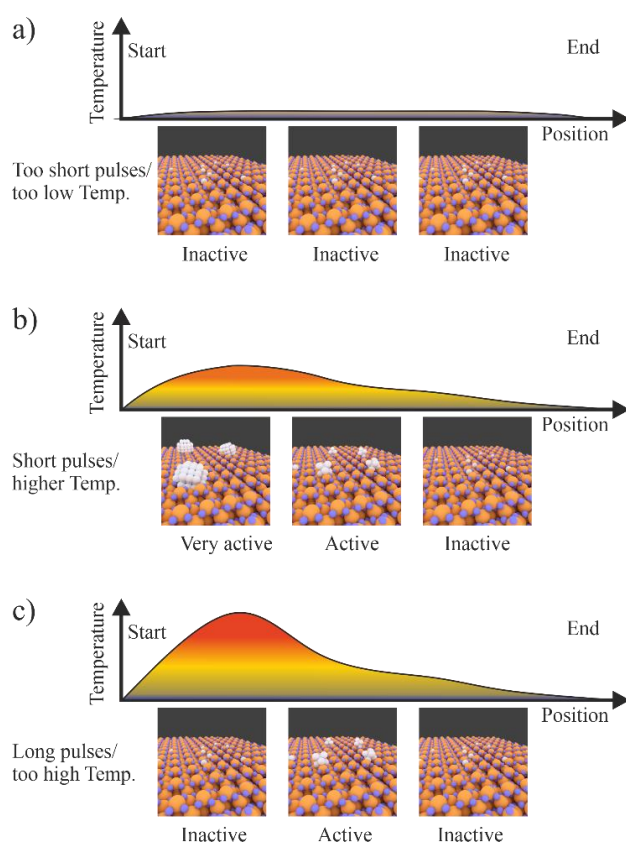 a)
Temperature
Start
End
Position
Too short pulses/
too low Temp.
Inactive
Inactive
Inactive
b)
Temperature
Start
End
Position
Short pulses/
higher Temp.
Very active
Active
Inactive
c)
Temperature
Start
End
Position
Long pulses/
too high Temp.
Inactive
Active
Inactive